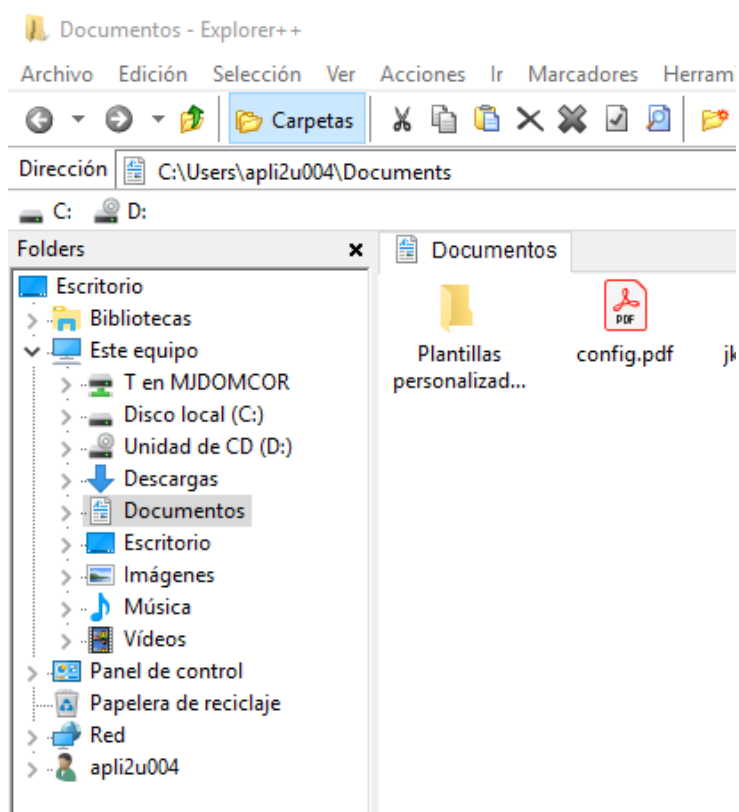 Documentos - Explorer++
Archivo Edición Selección Ver Acciones Ir Marcadores
Carpetas
Dirección C:\Users\apli2u004\Documents
C: D:
Folders
Documentos
Escritorio
Bibliotecas
Este equipo
T en MJDOMCOR
Disco local (C:)
Unidad de CD (D:)
Descargas
Documentos
Escritorio
Imágenes
Música
Vídeos
Panel de control
Papelera de reciclaje
Red
apli2u004
Plantillas
personalizad...
PDF
config.pdf